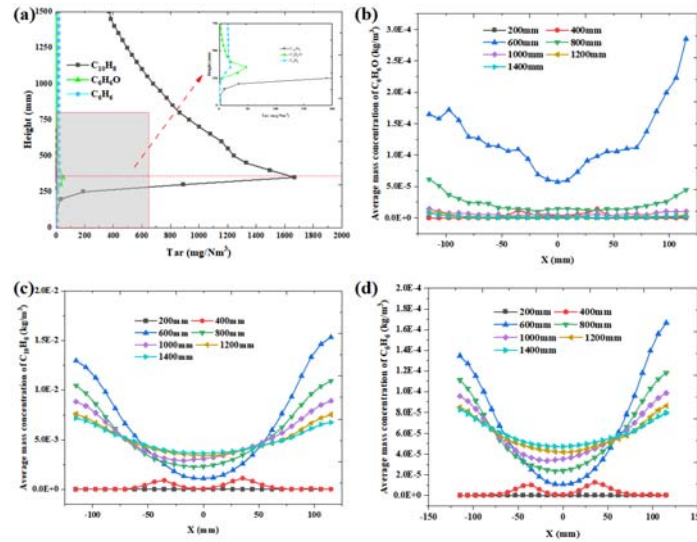 (a)
1500
1250
1000
750
500
250
0
Height (mm)
C₁₀H₈
C₆H₆O
C₆H₆
0 200 400 600 800 1000 1200 1400 1600 1800 2000
Tar (mg/Nm³)
(b)
3.0E-4
2.5E-4
2.0E-4
1.5E-4
1.0E-4
5.0E-5
0.0E+0
Average mass concentration of C₆H₆O (kg/m³)
200mm 400mm
600mm 800mm
1000mm 1200mm
1400mm
-100 -50 0 50 100
X (mm)
(c)
2.0E-2
1.5E-2
1.0E-2
5.0E-3
0.0E+0
Average mass concentration of C₁₀H₈ (kg/m³)
200mm 400mm
600mm 800mm
1000mm 1200mm
1400mm
-100 -50 0 50 100
X (mm)
(d)
2.0E-4
1.8E-4
1.6E-4
1.4E-4
1.2E-4
1.0E-4
8.0E-5
6.0E-5
4.0E-5
2.0E-5
0.0E+0
Average mass concentration of C₆H₆ (kg/m³)
200mm 400mm
600mm 800mm
1000mm 1200mm
1400mm
-150 -100 -50 0 50 100 150
X (mm)